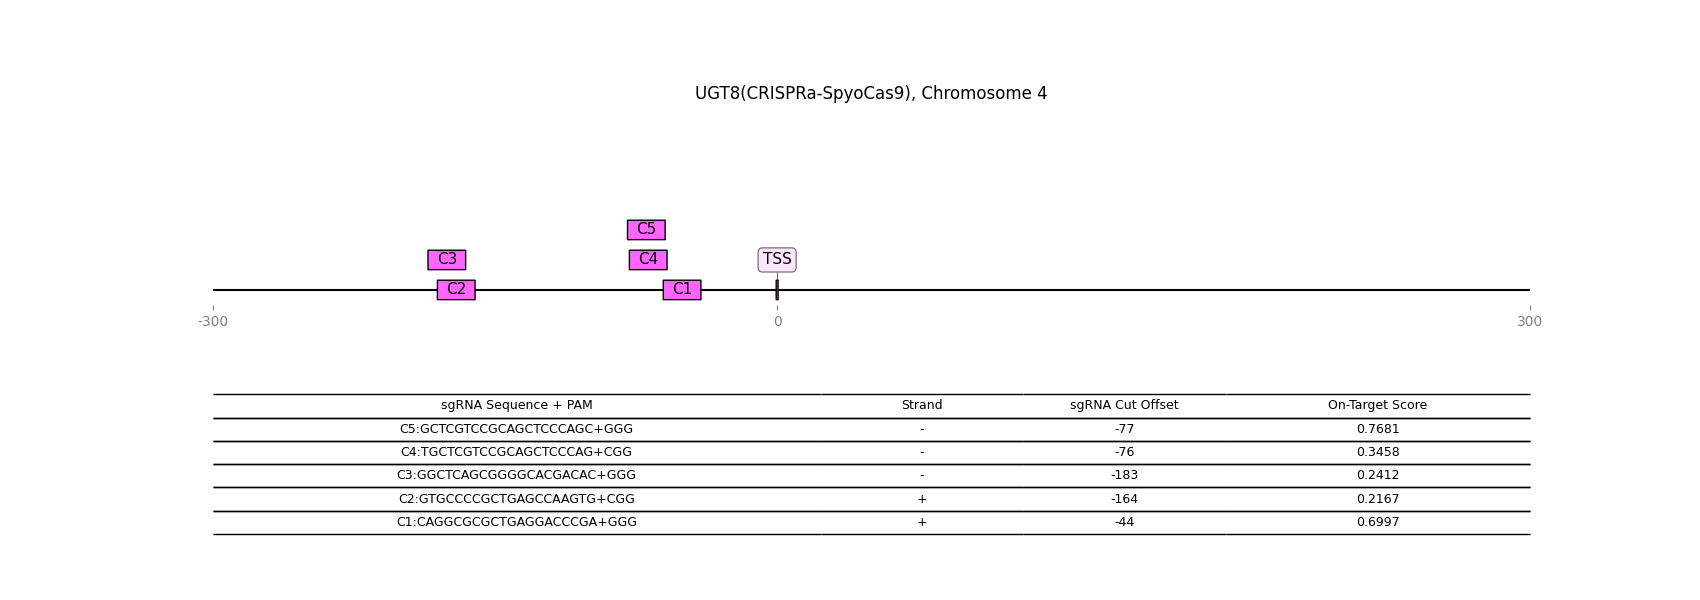 UGT8(CRISPRa-SpyoCas9), Chromosome 4
C5
C3 C4 TSS
C2 C1
-300 0 300
sgRNA Sequence + PAM Strand sgRNA Cut Offset On-Target Score
C5:GCTCGTCCGCAGCTCCCAGC+GGG - -77 0.7681
C4:TGCTCGTCCGCAGCTCCCAG+CGG - -76 0.3458
C3:GGCTCAGCGGGGCACGACAC+GGG - -183 0.2412
C2:GTGCCCCGCTGAGCCAAGTG+CGG + -164 0.2167
C1:CAGGCGCGCTGAGGACCCGA+GGG + -44 0.6997